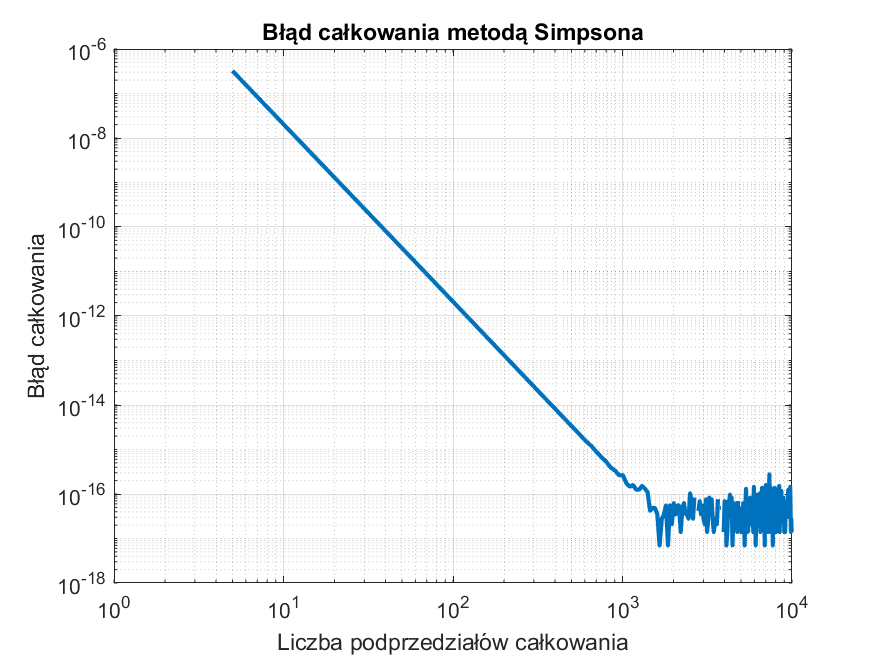 Błąd całkowania metodą Simpsona
10^-6
10^-8
10^-10
10^-12
10^-14
10^-16
10^-18
Błąd całkowania
10^0 10^1 10^2 10^3 10^4
Liczba podprzedziałów całkowania